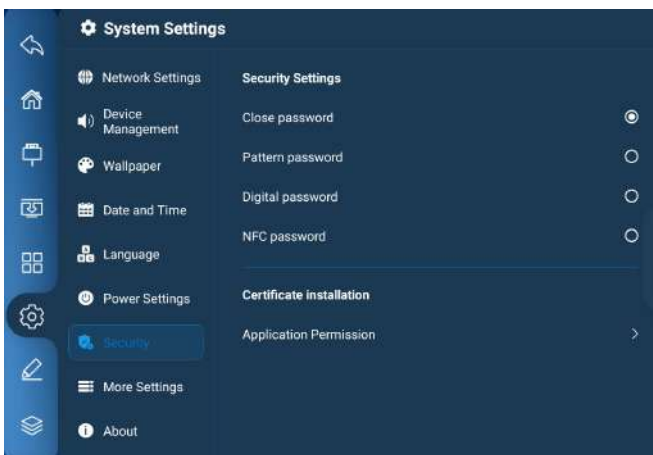 System Settings
Network Settings
Device
Management
Wallpaper
Date and Time
Language
Power Settings
Security
More Settings
About
Security Settings
Close password
Pattern password
Digital password
NFC password
Certificate installation
Application Permission